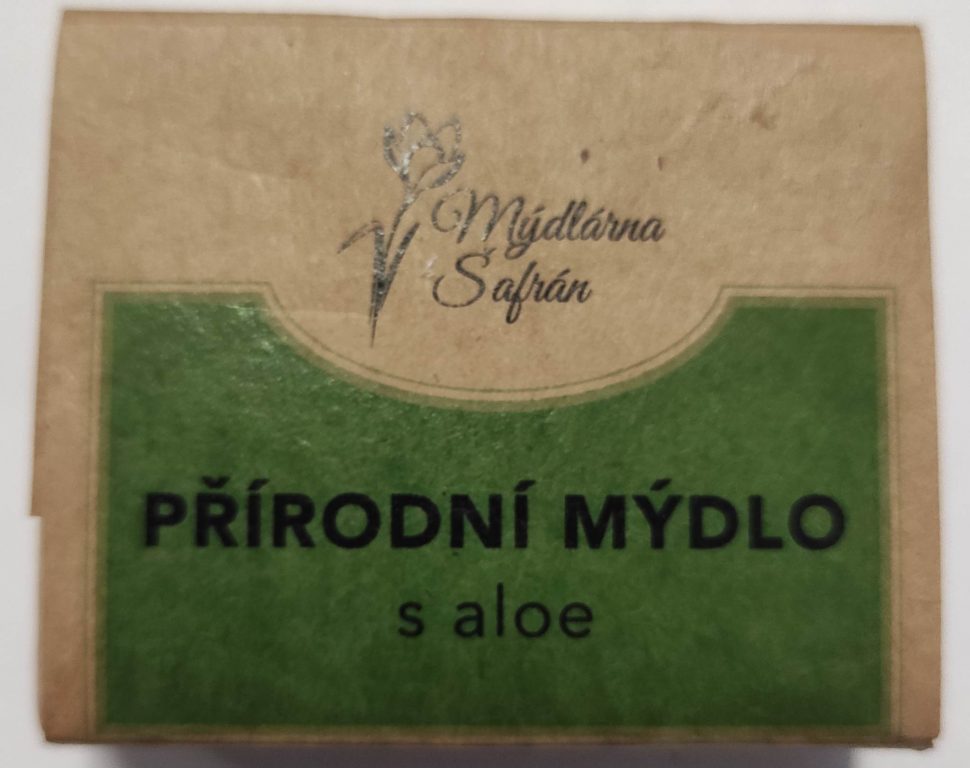 Mýdlárna
Šafrán
PŘÍRODNÍ MÝDLO
s aloe